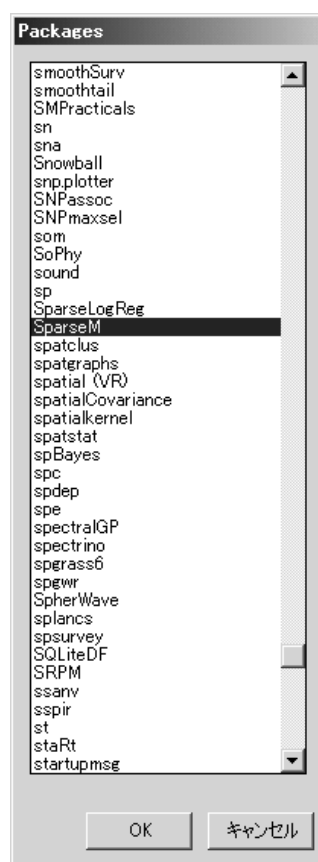 Packages
smoothSurv
smoothtail
SMPracticals
sn
sna
Snowball
snp.plotter
SNPassoc
SNPmaxsel
som
SoPhy
sound
sp
SparseLogReg
SparseM
spatclus
spatgraphs
spatial (VR)
spatialCovariance
spatialkernel
spatstat
spBayes
spc
spdep
spe
spectralGP
spectrino
spgrass6
spgwr
SpherWave
splancs
spsurvey
SQLiteDF
SRPM
ssanv
sspir
st
staRt
startupmsg
OK キャンセル